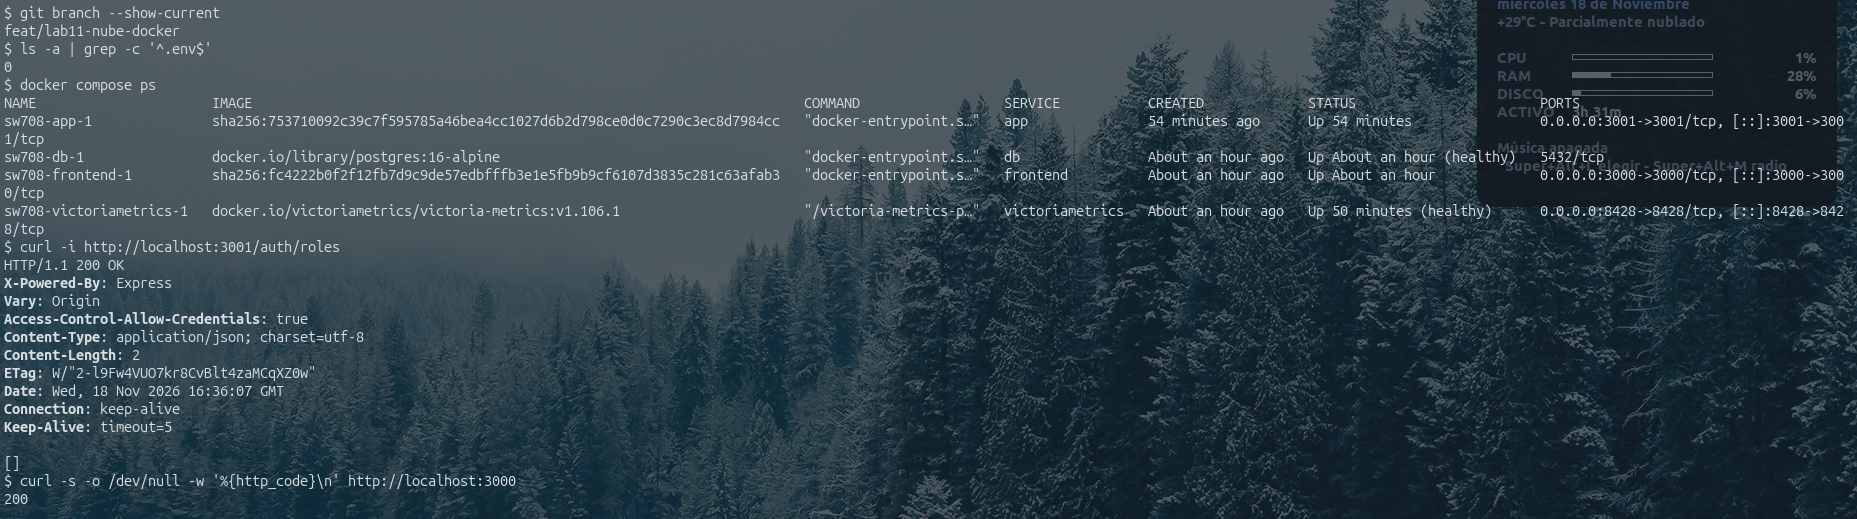 $ git branch --show-current
feat/lab11-nube-docker
$ ls -a | grep -c '^.env$'
0
$ docker compose ps
NAME IMAGE COMMAND SERVICE CREATED STATUS PORTS
sw708-app-1 sha256:753710092c39c7f595785a46bea4cc1027d6b2d798ce0d0c7290c3ec8d7984cc "docker-entrypoint.s…" app 54 minutes ago Up 54 minutes 0.0.0.0:3001->3001/tcp, [::]:3001->300
1/tcp
sw708-db-1 docker.io/library/postgres:16-alpine "docker-entrypoint.s…" db About an hour ago Up About an hour (healthy) 5432/tcp
sw708-frontend-1 sha256:fc4222b0f2f12fb7d9c9de57edbfffb3e1e5fb9b9cf6107d3835c281c63afab3 "docker-entrypoint.s…" frontend About an hour ago Up About an hour 0.0.0.0:3000->3000/tcp, [::]:3000->300
0/tcp
sw708-victoriametrics-1 docker.io/victoriametrics/victoria-metrics:v1.106.1 "/victoria-metrics-p…" victoriametrics About an hour ago Up 50 minutes (healthy) 0.0.0.0:8428->8428/tcp, [::]:8428->842
8/tcp
$ curl -i http://localhost:3001/auth/roles
HTTP/1.1 200 OK
X-Powered-By: Express
Vary: Origin
Access-Control-Allow-Credentials: true
Content-Type: application/json; charset=utf-8
Content-Length: 2
ETag: W/"2-l9Fw4VUO7kr8CvBlt4zaMCqXZ0w"
Date: Wed, 18 Nov 2026 16:36:07 GMT
Connection: keep-alive
Keep-Alive: timeout=5
[]
$ curl -s -o /dev/null -w '%{http_code}\n' http://localhost:3000
200
miércoles 18 de Noviembre
+29°C - Parcialmente nublado
CPU 1%
RAM 28%
DISCO 6%
ACTIVO 3h 31m
Música apagada
Super+Alt+L elegir - Super+Alt+M radio